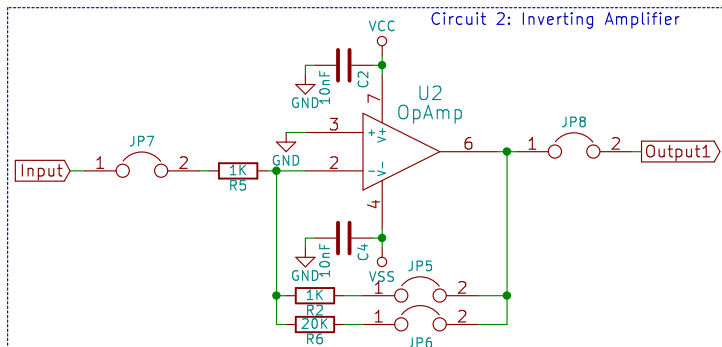 Circuit 2: Inverting Amplifier
VCC
10nF
C2
GND
7
U2
OpAmp
JP7
3
+
V+
GND
JP8
Input
1
2
1K
R5
2
-
V-
6
1
2
Output1
4
10nF
C4
GND
VSS
JP5
1K
R2
1
2
20K
R6
1
2
JP6